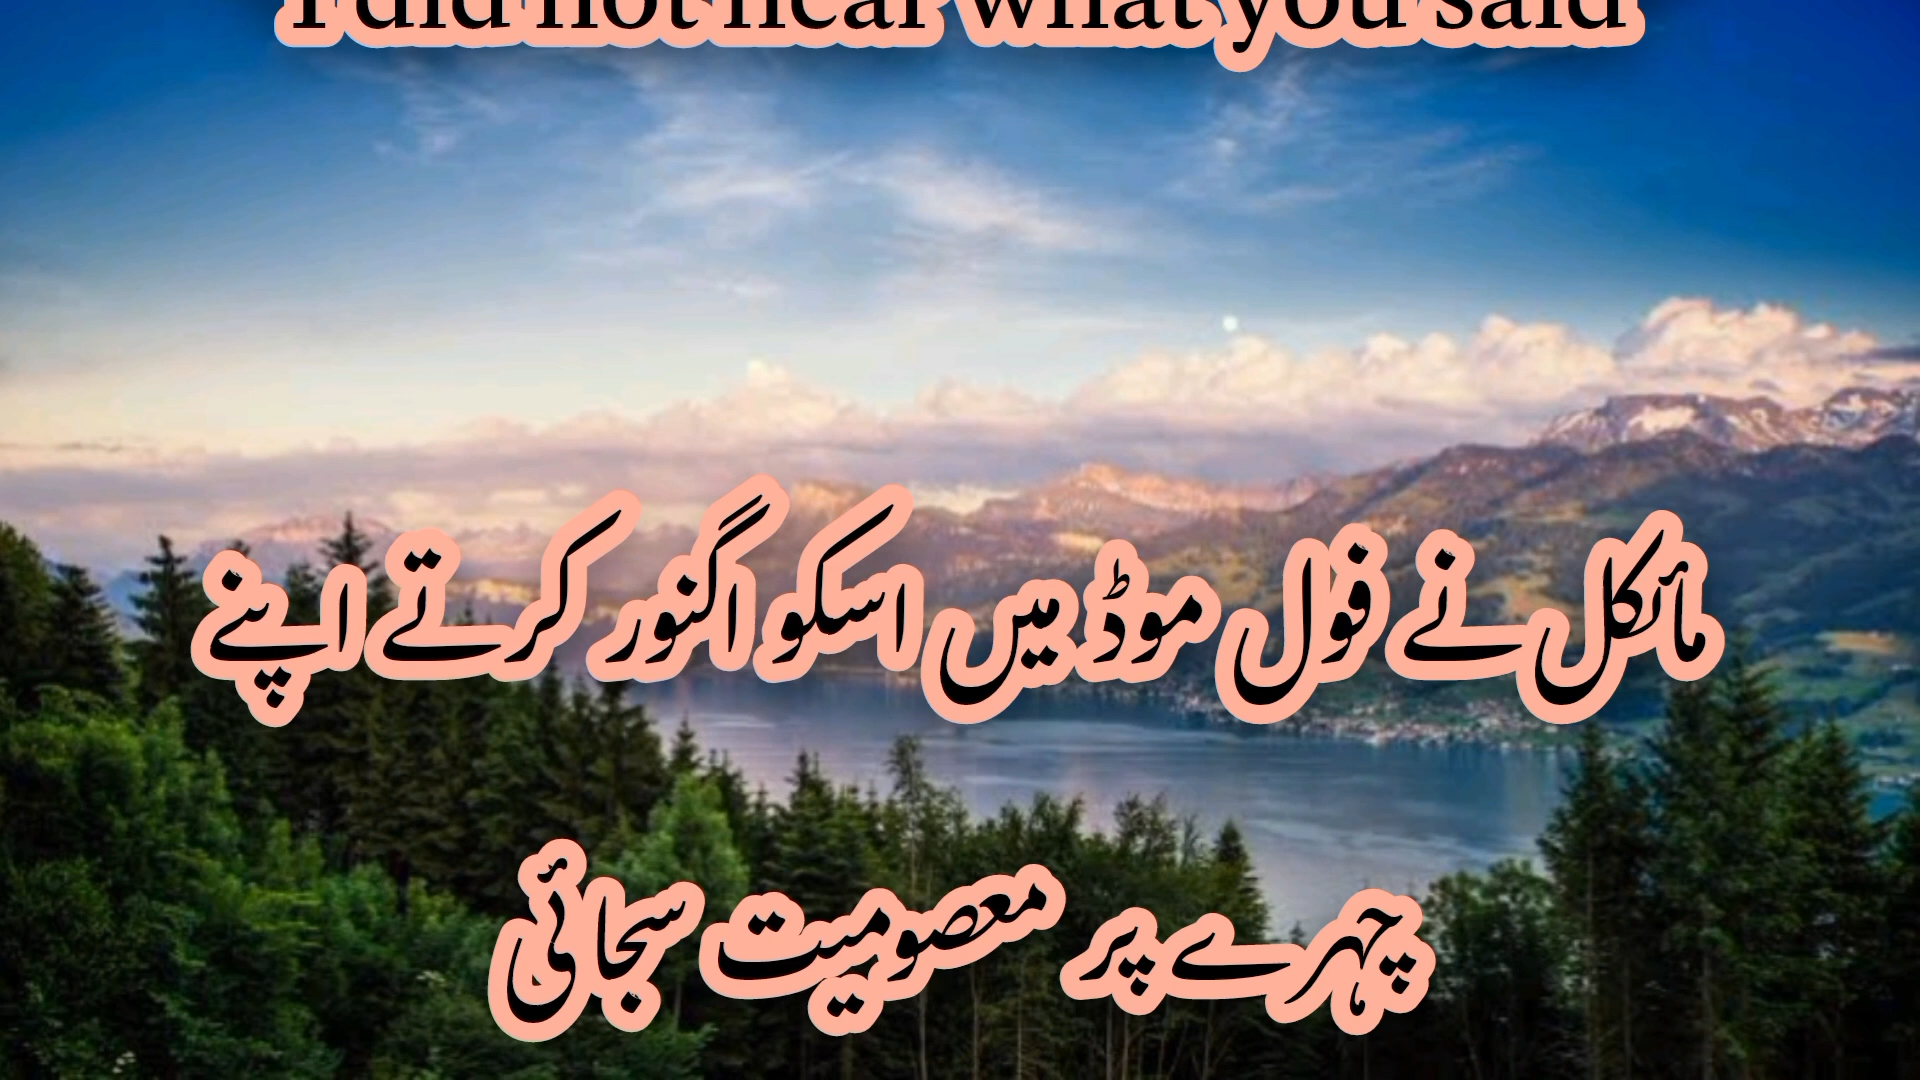 I did not hear what you said
مائکل نے فول موڈ میں اسکو اگنور کرتے اپنے
چہرے پر معصومیت سجائی